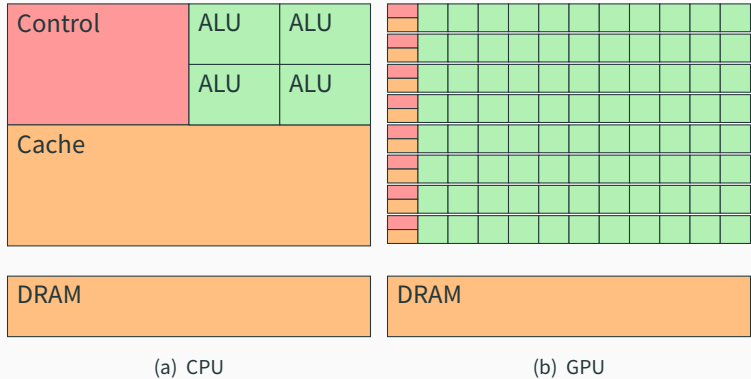 Control
ALU ALU
ALU ALU
Cache
DRAM
DRAM
(a) CPU
(b) GPU